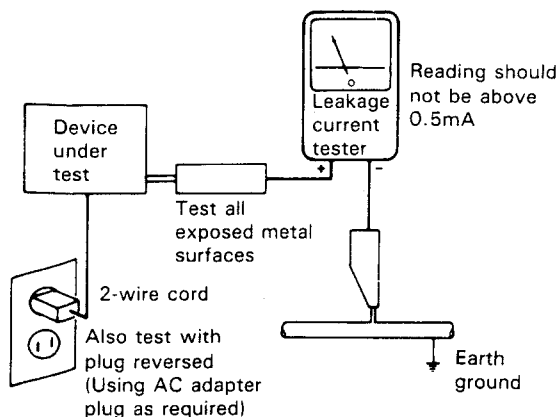 Device
under
test
Leakage
current
tester
+ -
Reading should
not be above
0.5mA
Test all
exposed metal
surfaces
2-wire cord
Also test with
plug reversed
(Using AC adapter
plug as required)
Earth
ground